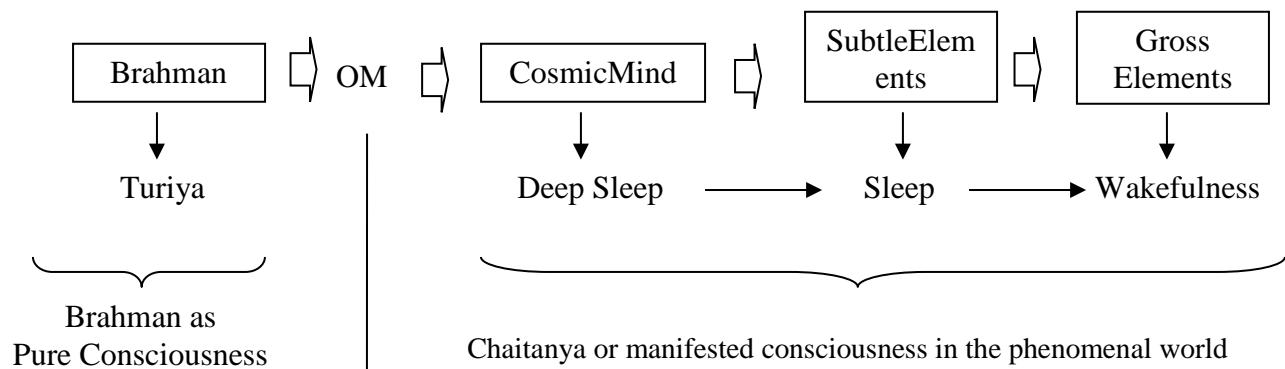 Brahman
OM
CosmicMind
SubtleElem
ents
Gross
Elements
Turiya
Deep Sleep
Sleep
Wakefulness
Brahman as
Pure Consciousness
Chaitanya or manifested consciousness in the phenomenal world